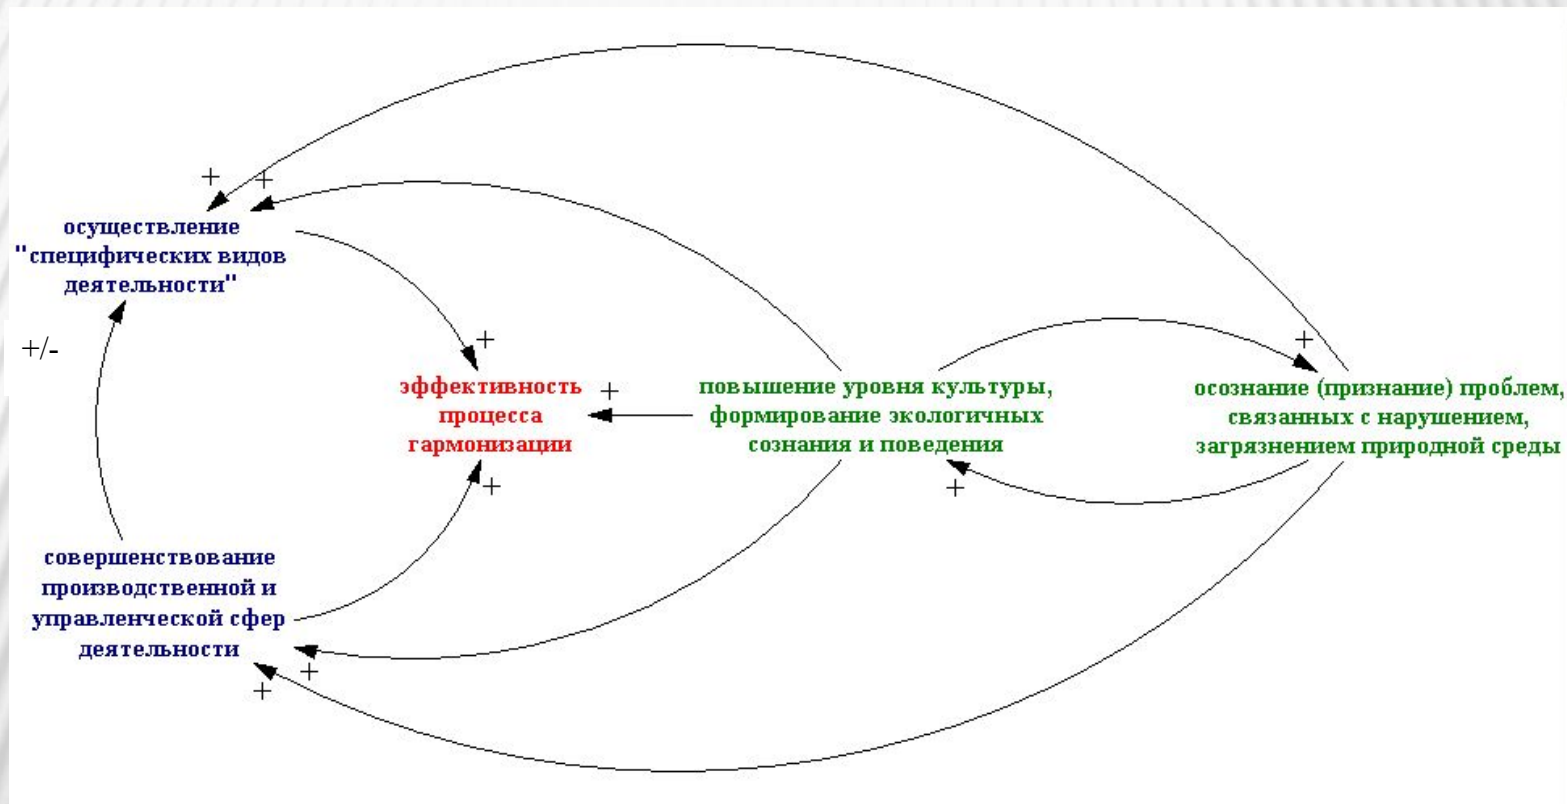 +
+
осуществление
"специфических видов
деятельности"
+/-
+
+
+
эффективность
процесса
гармонизации
повышение уровня культуры,
формирование экологичных
сознания и поведения
осознание (признание) проблем,
связанных с нарушением,
загрязнением природной среды
+
+
совершенствование
производственной и
управленческой сфер
деятельности
+
+